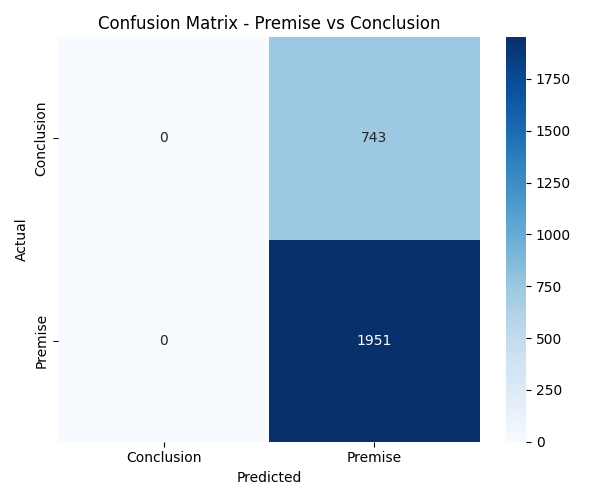 Confusion Matrix - Premise vs Conclusion
Actual
Conclusion
Premise
0
743
0
1951
Conclusion
Premise
Predicted
1750
1500
1250
1000
750
500
250
0